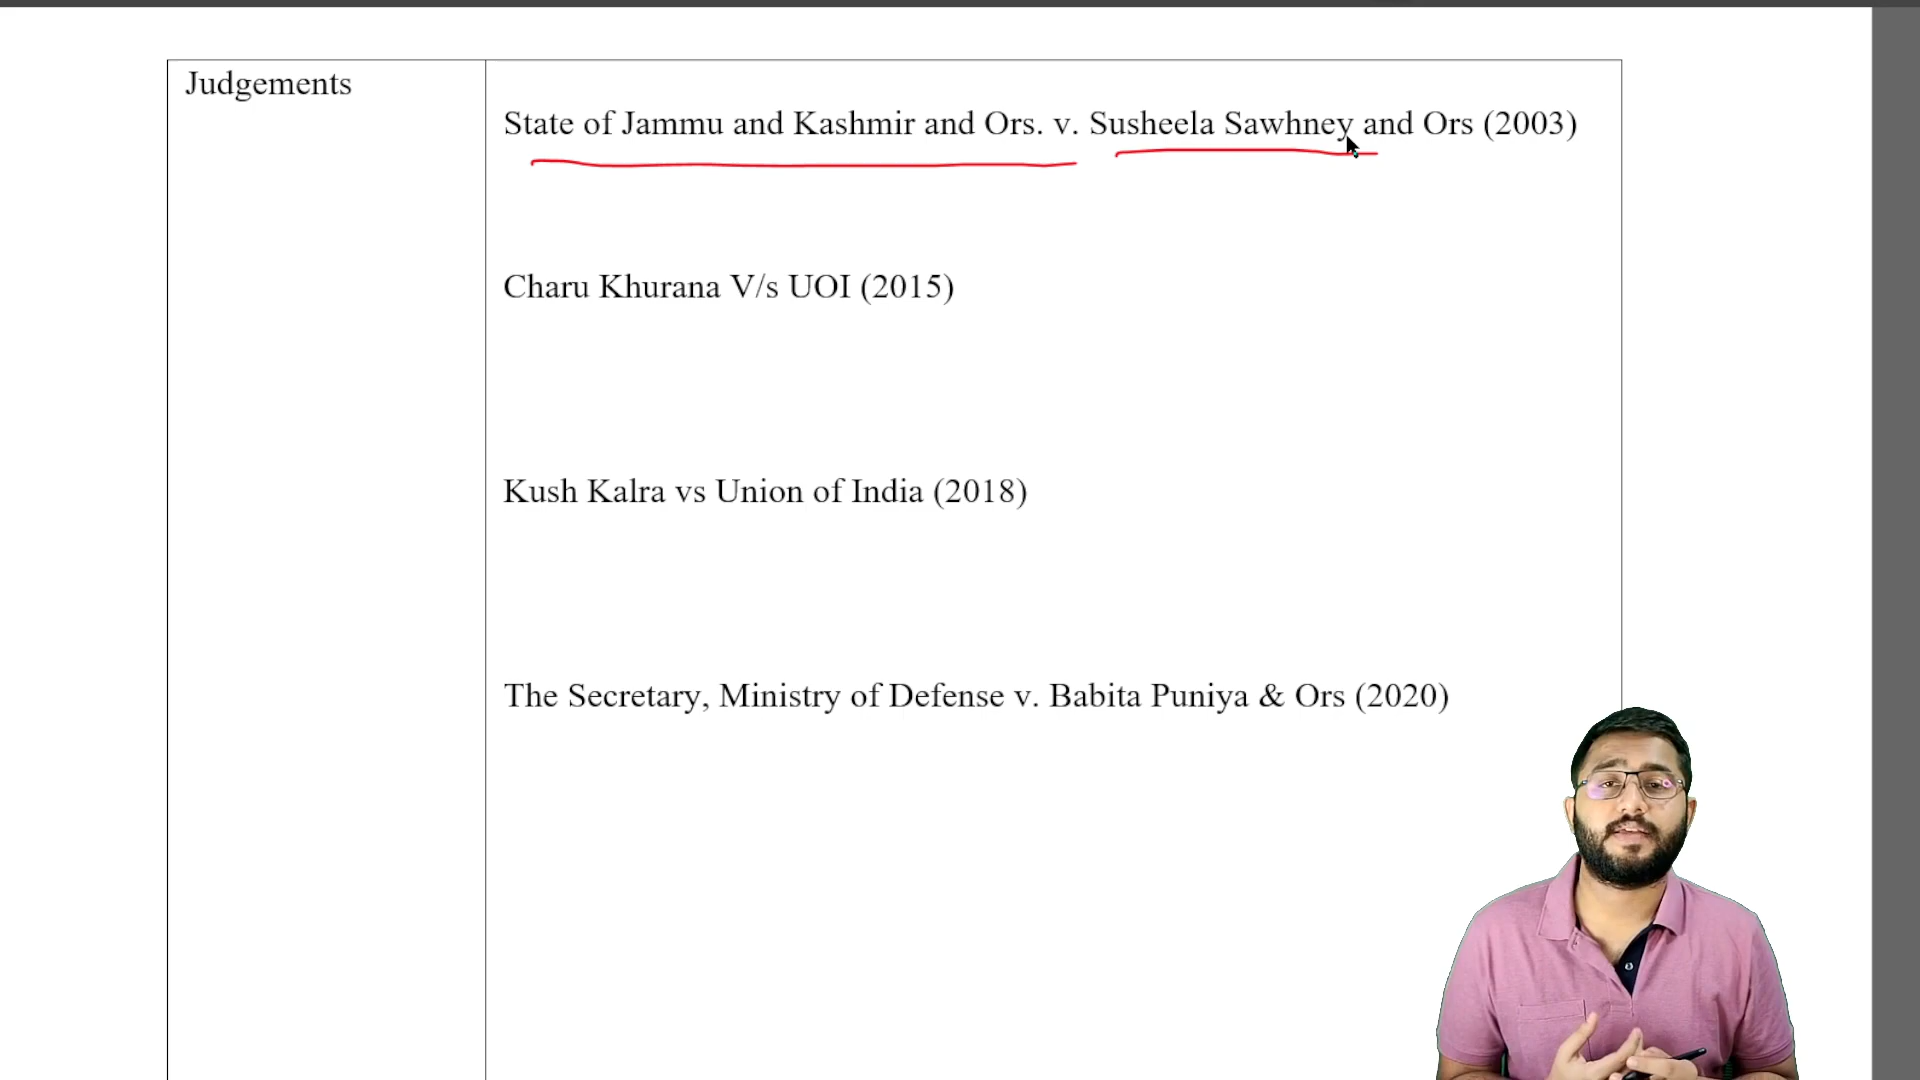 Judgements
State of Jammu and Kashmir and Ors. v. Susheela Sawhney and Ors (2003)
Charu Khurana V/s UOI (2015)
Kush Kalra vs Union of India (2018)
The Secretary, Ministry of Defense v. Babita Puniya & Ors (2020)